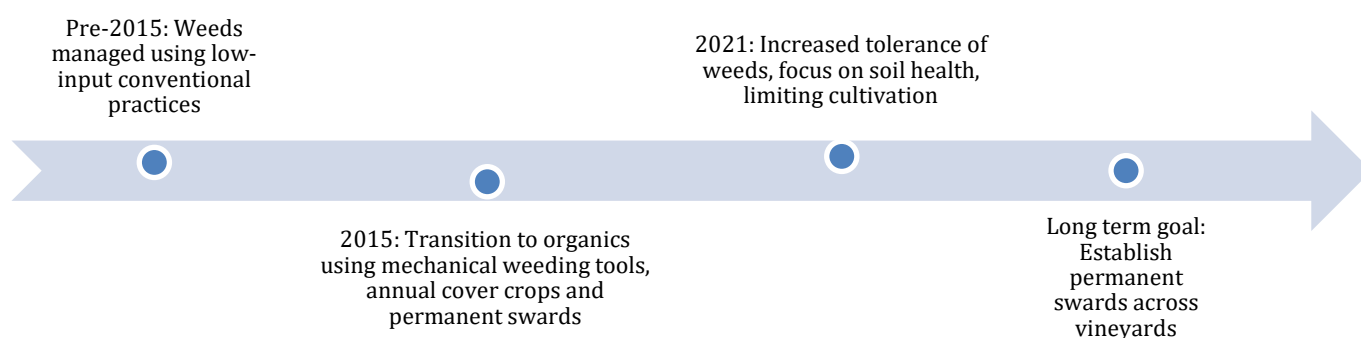 Pre-2015: Weeds
managed using low-
input conventional
practices
2015: Transition to organics
using mechanical weeding tools,
annual cover crops and
permanent swards
2021: Increased tolerance of
weeds, focus on soil health,
limiting cultivation
Long term goal:
Establish
permanent
swards across
vineyards